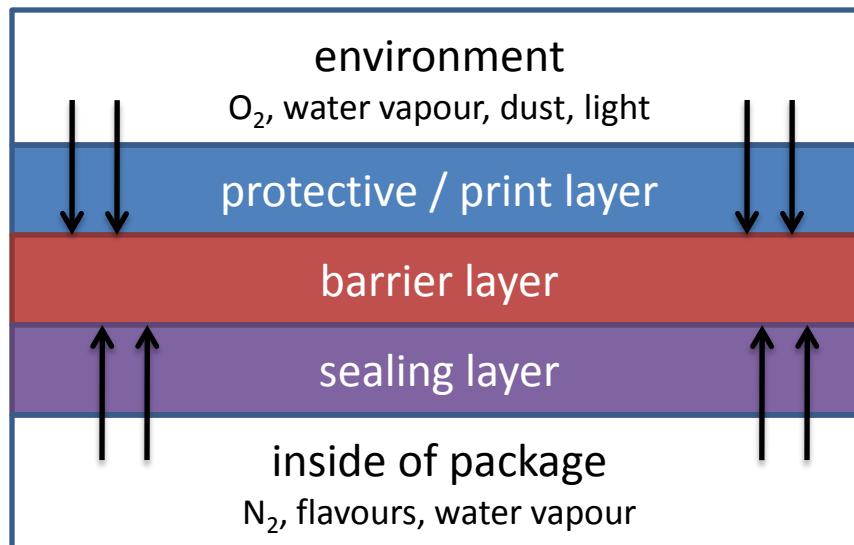 environment
O₂, water vapour, dust, light
protective / print layer
barrier layer
sealing layer
inside of package
N₂, flavours, water vapour